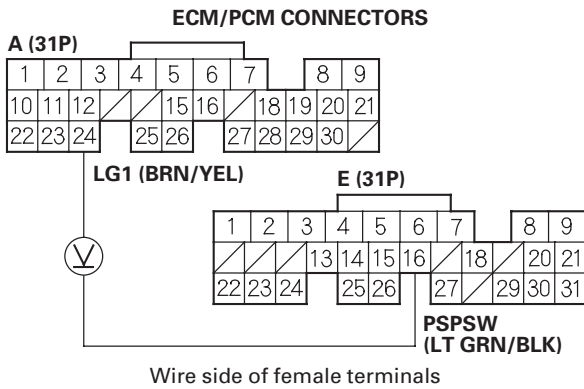 ECM/PCM CONNECTORS
A (31P)
1 2 3 4 5 6 7 8 9
10 11 12 15 16 18 19 20 21
22 23 24 25 26 27 28 29 30
LG1 (BRN/YEL)
E (31P)
1 2 3 4 5 6 7 8 9
13 14 15 16 18 20 21
22 23 24 25 26 27 29 30 31
V
PSPSW
(LT GRN/BLK)
Wire side of female terminals